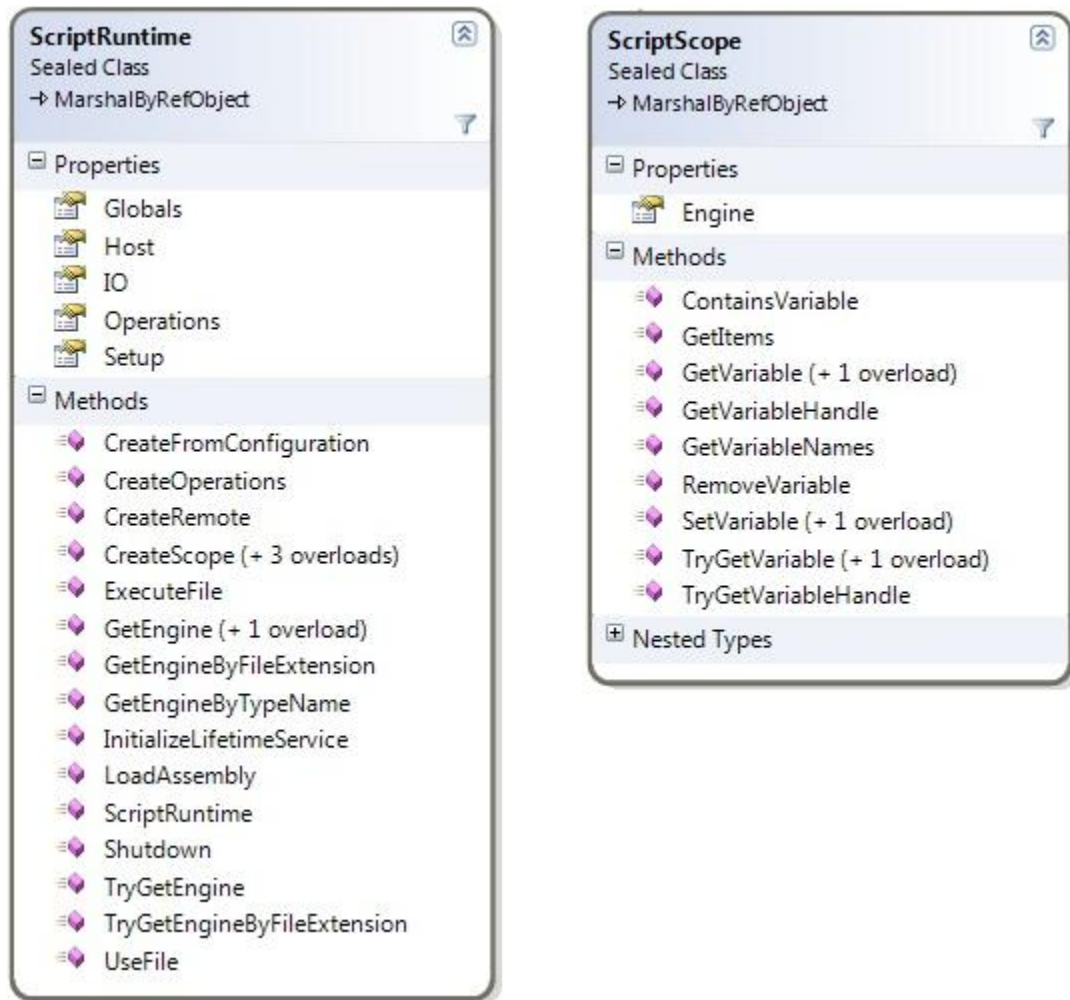 ScriptRuntime
Sealed Class
→ MarshalByRefObject
Properties
Globals
Host
IO
Operations
Setup
Methods
CreateFromConfiguration
CreateOperations
CreateRemote
CreateScope (+ 3 overloads)
ExecuteFile
GetEngine (+ 1 overload)
GetEngineByFileExtension
GetEngineByTypeName
InitializeLifetimeService
LoadAssembly
ScriptRuntime
Shutdown
TryGetEngine
TryGetEngineByFileExtension
UseFile
ScriptScope
Sealed Class
→ MarshalByRefObject
Properties
Engine
Methods
ContainsVariable
GetItems
GetVariable (+ 1 overload)
GetVariableHandle
GetVariableNames
RemoveVariable
SetVariable (+ 1 overload)
TryGetVariable (+ 1 overload)
TryGetVariableHandle
Nested Types